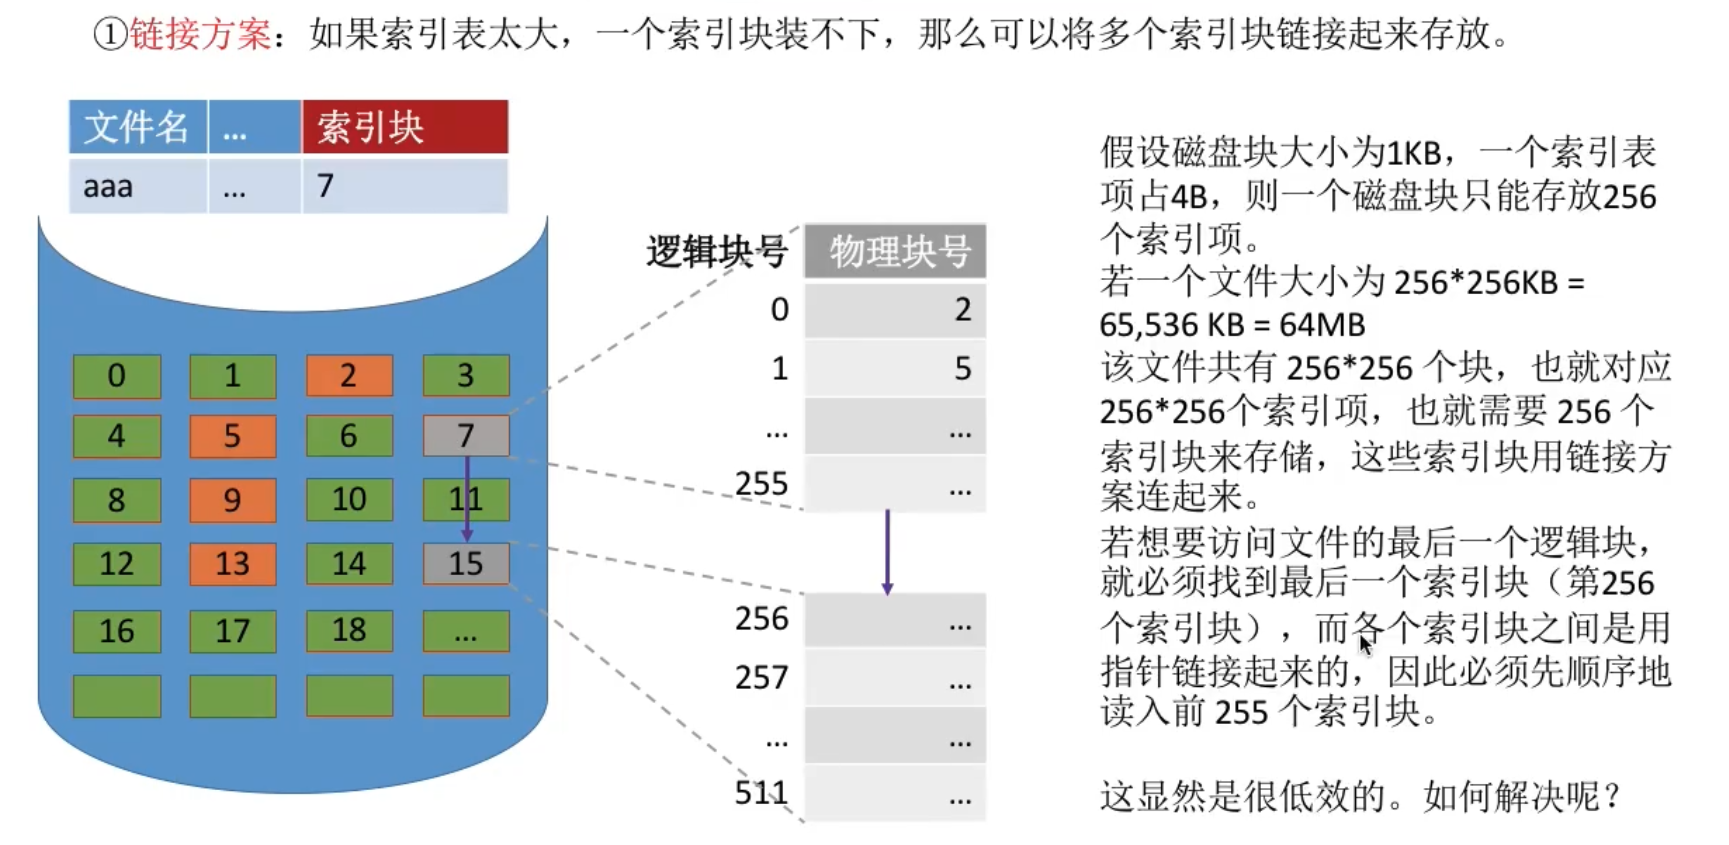 ①链接方案：如果索引表太大，一个索引块装不下，那么可以将多个索引块链接起来存放。
文件名 ... 索引块
aaa ... 7
0 1 2 3
4 5 6 7
8 9 10 11
12 13 14 15
16 17 18 ...
逻辑块号 物理块号
0 2
1 5
... ...
255 ...
256 ...
257 ...
... ...
511 ...
假设磁盘块大小为1KB，一个索引表
项占4B，则一个磁盘块只能存放256
个索引项。
若一个文件大小为 256*256KB =
65,536 KB = 64MB
该文件共有 256*256 个块，也就对应
256*256个索引项，也就需要 256 个
索引块来存储，这些索引块用链接方
案连起来。
若想要访问文件的最后一个逻辑块，
就必须找到最后一个索引块（第256
个索引块），而各个索引块之间是用
指针链接起来的，因此必须先顺序地
读入前 255 个索引块。
这显然是很低效的。如何解决呢？